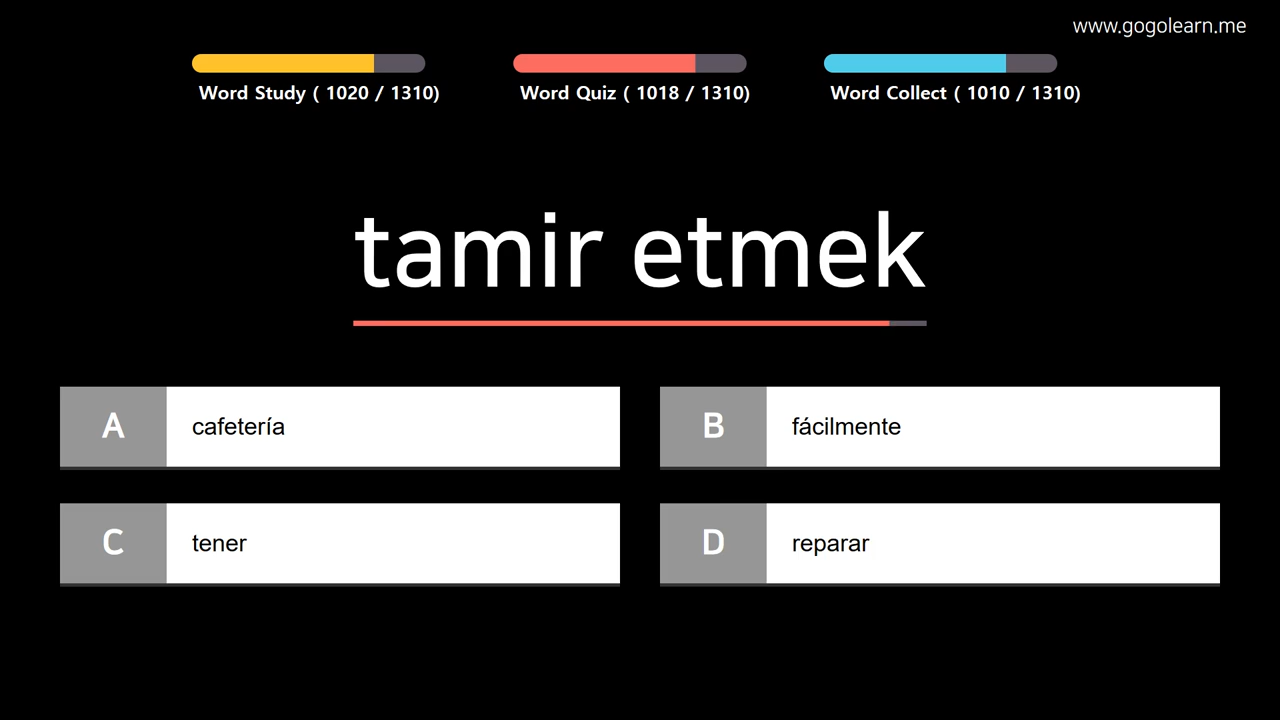 www.gogolearn.me
Word Study ( 1020 / 1310)
Word Quiz ( 1018 / 1310)
Word Collect ( 1010 / 1310)
tamir etmek
A cafetería
B fácilmente
C tener
D reparar